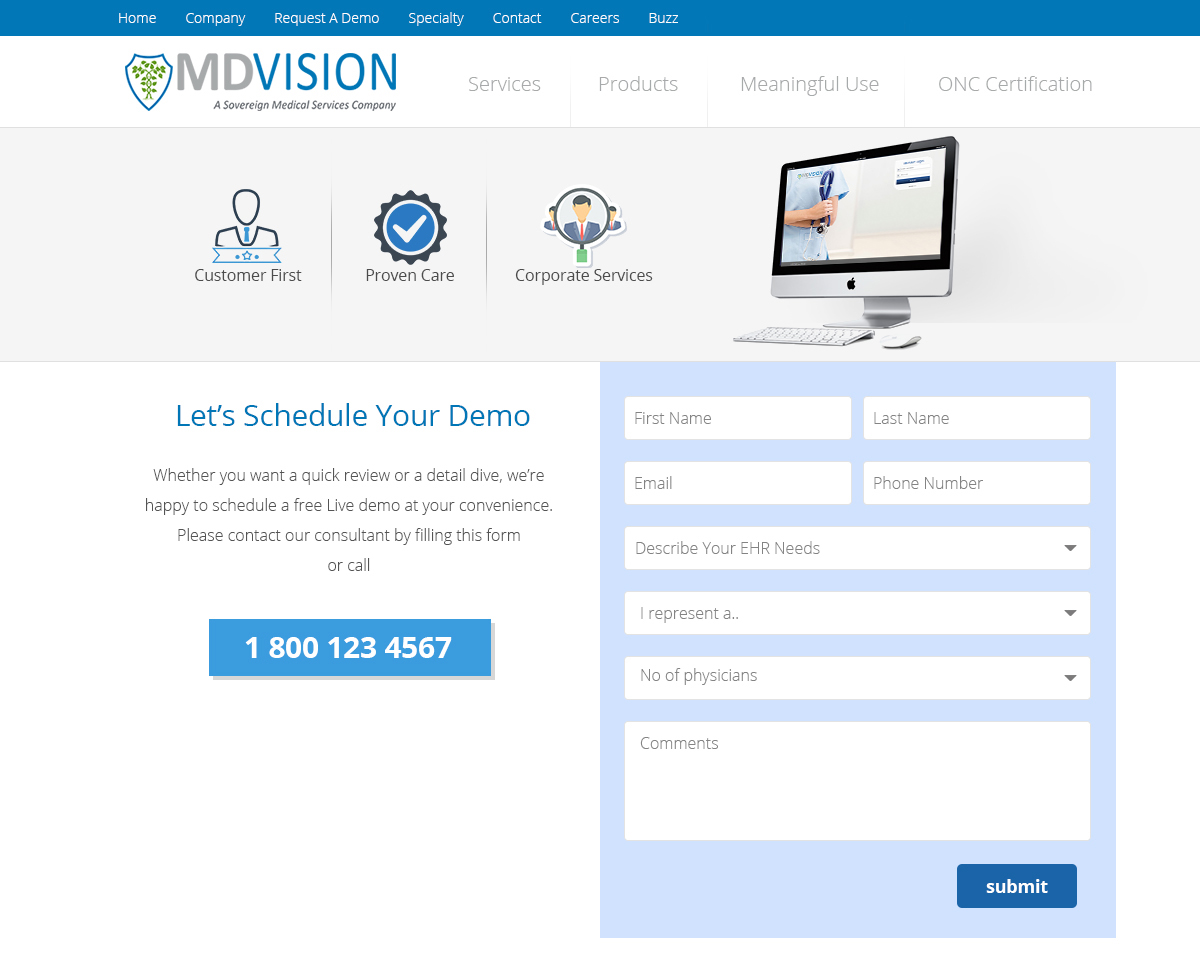 Home Company Request A Demo Specialty Contact Careers Buzz
MDVISION
A Sovereign Medical Services Company
Services Products Meaningful Use ONC Certification
Customer First Proven Care Corporate Services
Let’s Schedule Your Demo
Whether you want a quick review or a detail dive, we’re
happy to schedule a free Live demo at your convenience.
Please contact our consultant by filling this form
or call
1 800 123 4567
First Name Last Name
Email Phone Number
Describe Your EHR Needs
I represent a..
No of physicians
Comments
submit